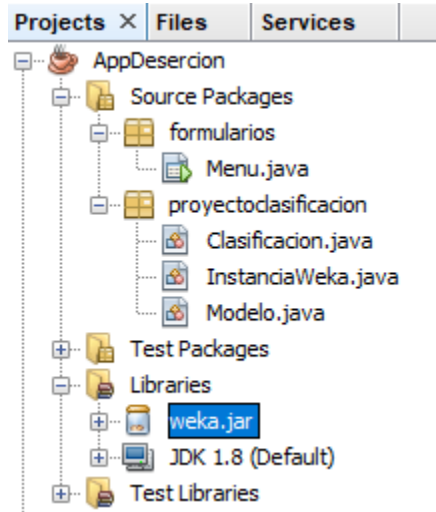 Projects × Files Services
AppDesercion
Source Packages
formularios
Menu.java
proyectoclasificacion
Clasificacion.java
InstanciaWeka.java
Modelo.java
Test Packages
Libraries
weka.jar
JDK 1.8 (Default)
Test Libraries